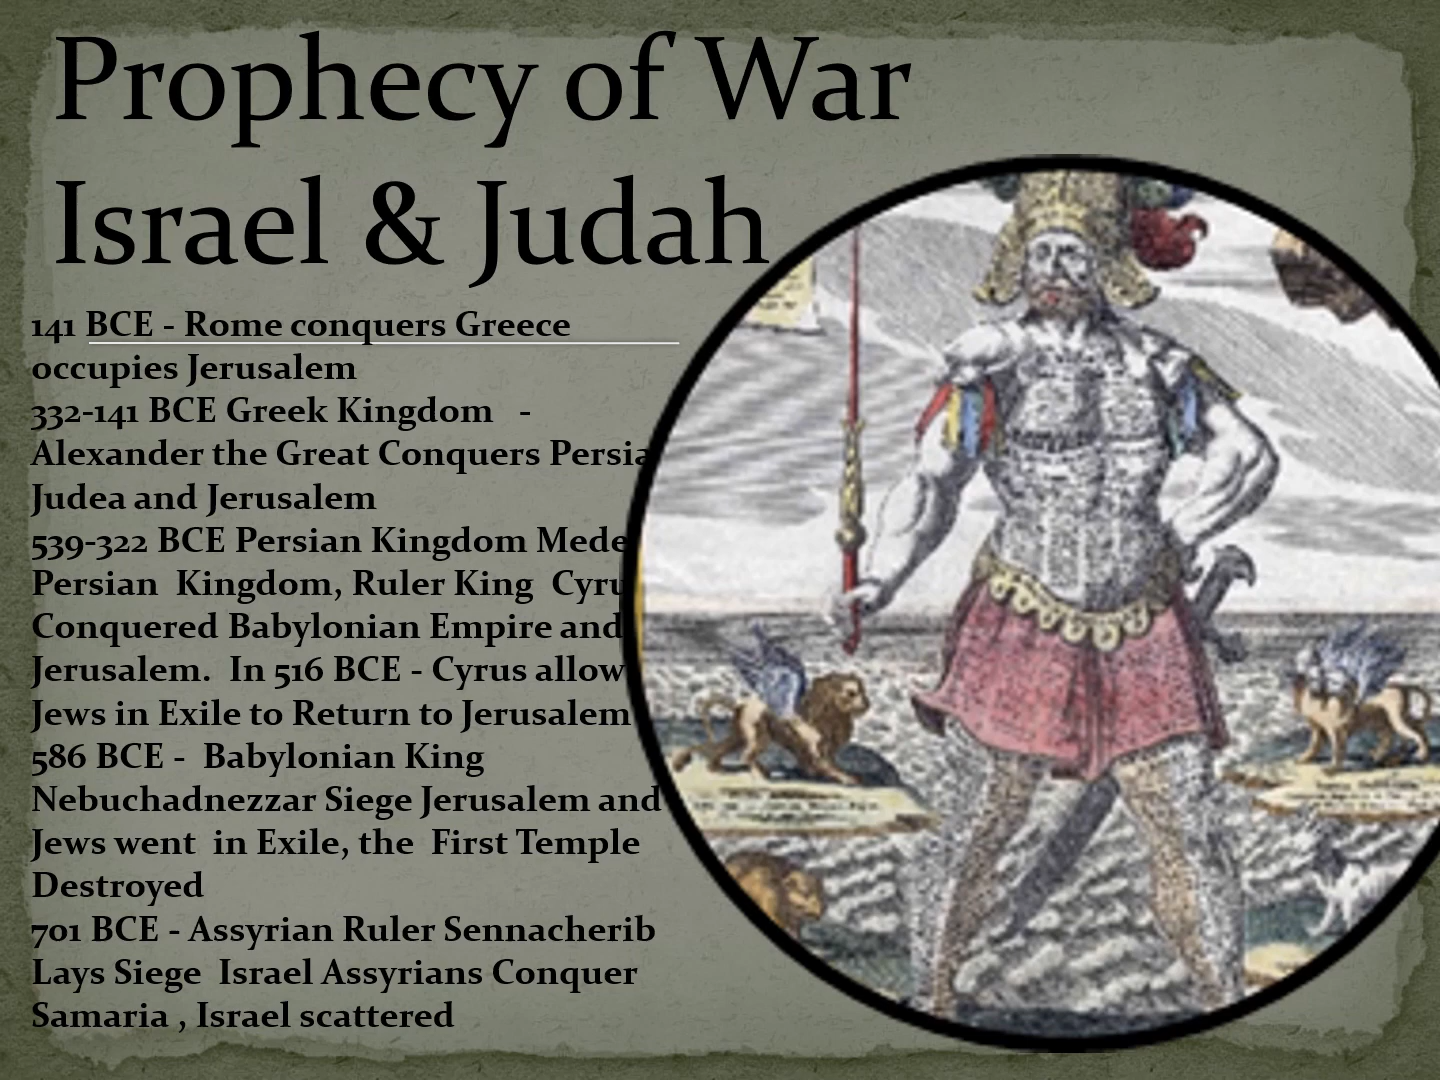 Prophecy of War
Israel & Judah
141 BCE - Rome conquers Greece
occupies Jerusalem
332-141 BCE Greek Kingdom -
Alexander the Great Conquers Persia
Judea and Jerusalem
539-322 BCE Persian Kingdom Mede
Persian Kingdom, Ruler King Cyru
Conquered Babylonian Empire and
Jerusalem. In 516 BCE - Cyrus allow
Jews in Exile to Return to Jerusalem
586 BCE - Babylonian King
Nebuchadnezzar Siege Jerusalem and
Jews went in Exile, the First Temple
Destroyed
701 BCE - Assyrian Ruler Sennacherib
Lays Siege Israel Assyrians Conquer
Samaria , Israel scattered